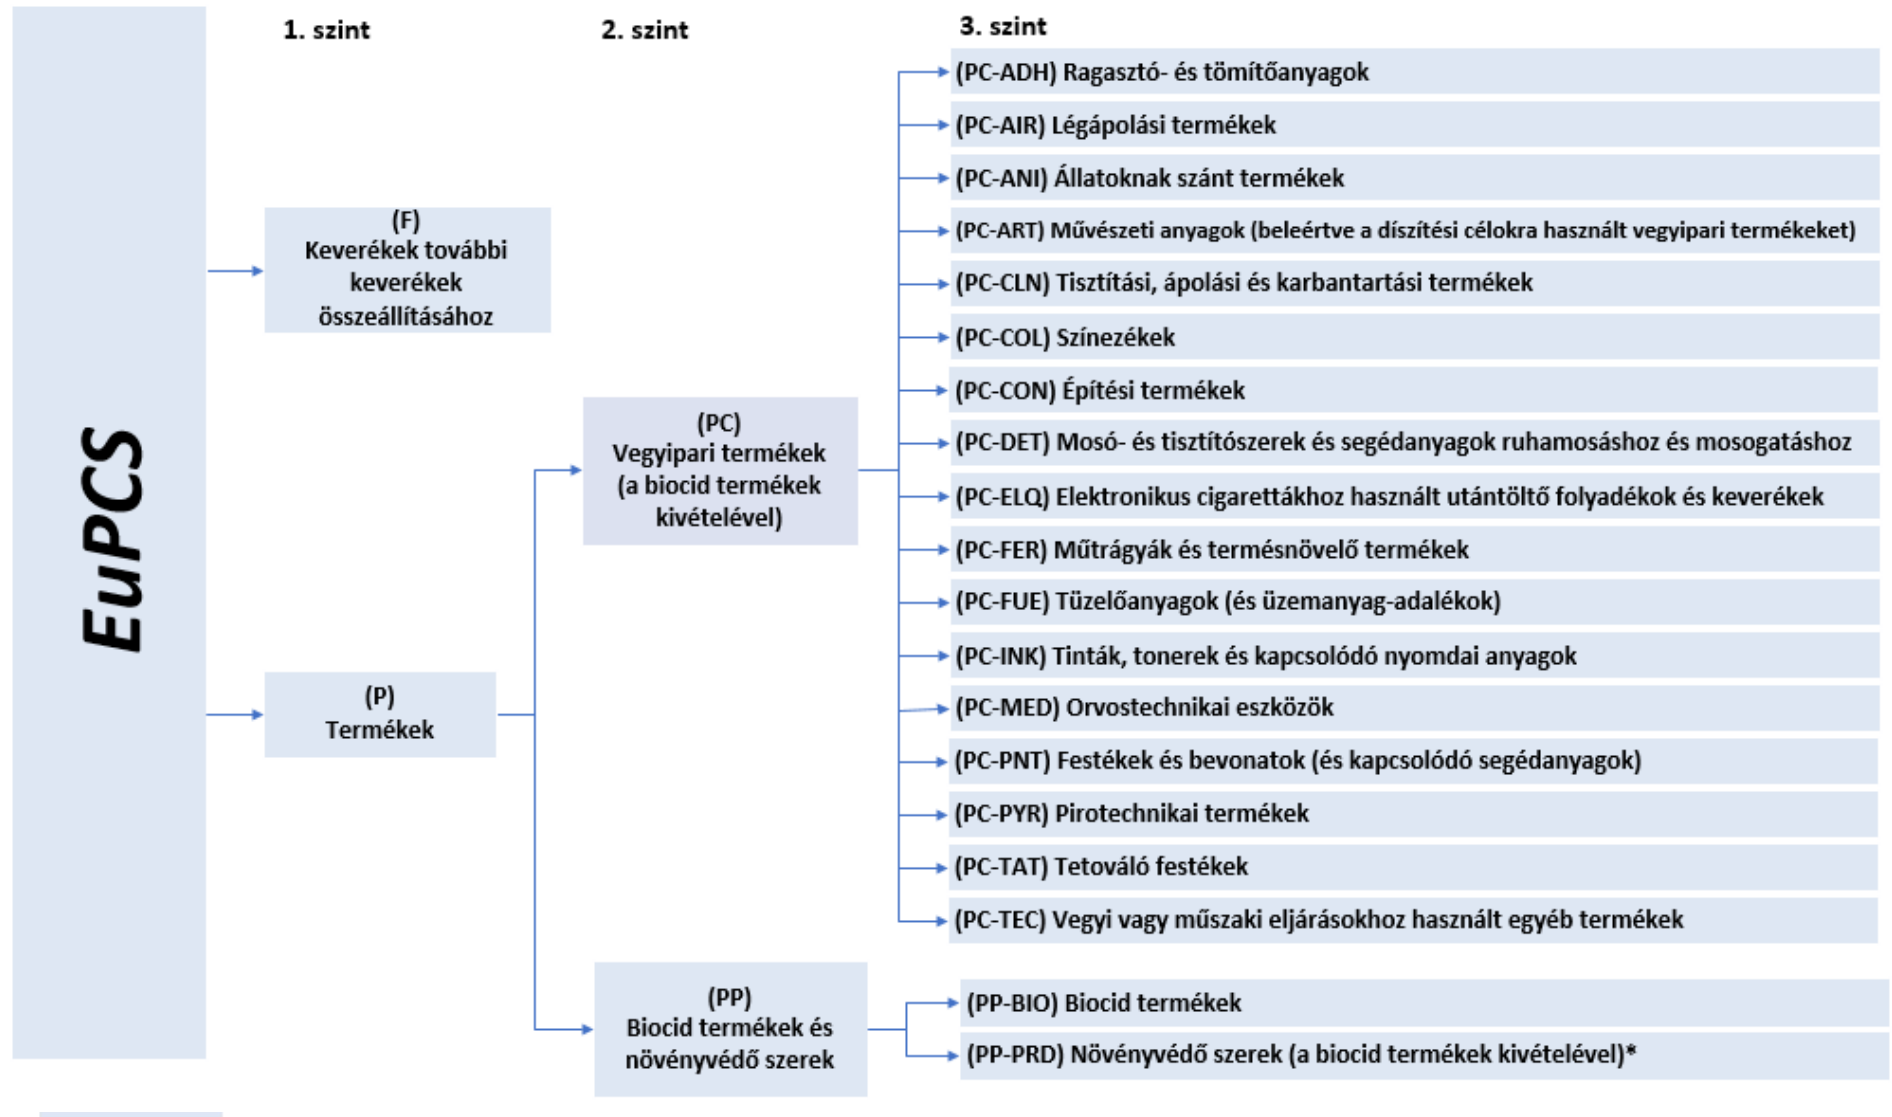 1. szint
2. szint
3. szint
EuPCS
(F)
Keverékek további
keverékek
összeállításához
(P)
Termékek
(PC)
Vegyipari termékek
(a biocid termékek
kivételével)
(PP)
Biocid termékek és
növényvédő szerek
(PC-ADH) Ragasztó- és tömítőanyagok
(PC-AIR) Légápolási termékek
(PC-ANI) Állatoknak szánt termékek
(PC-ART) Művészeti anyagok (beleértve a díszítési célokra használt vegyipari termékeket)
(PC-CLN) Tisztítási, ápolási és karbantartási termékek
(PC-COL) Színezékek
(PC-CON) Építési termékek
(PC-DET) Mosó- és tisztítószerek és segédanyagok ruhamosáshoz és mosogatáshoz
(PC-ELQ) Elektronikus cigarettákhoz használt utántöltő folyadékok és keverékek
(PC-FER) Műtrágyák és termésnövelő termékek
(PC-FUE) Tüzelőanyagok (és üzemanyag-adalékok)
(PC-INK) Tinták, tonerek és kapcsolódó nyomdai anyagok
(PC-MED) Orvostechnikai eszközök
(PC-PNT) Festékek és bevonatok (és kapcsolódó segédanyagok)
(PC-PYR) Pirotechnikai termékek
(PC-TAT) Tetováló festékek
(PC-TEC) Vegyi vagy műszaki eljárásokhoz használt egyéb termékek
(PP-BIO) Biocid termékek
(PP-PRD) Növényvédő szerek (a biocid termékek kivételével)*